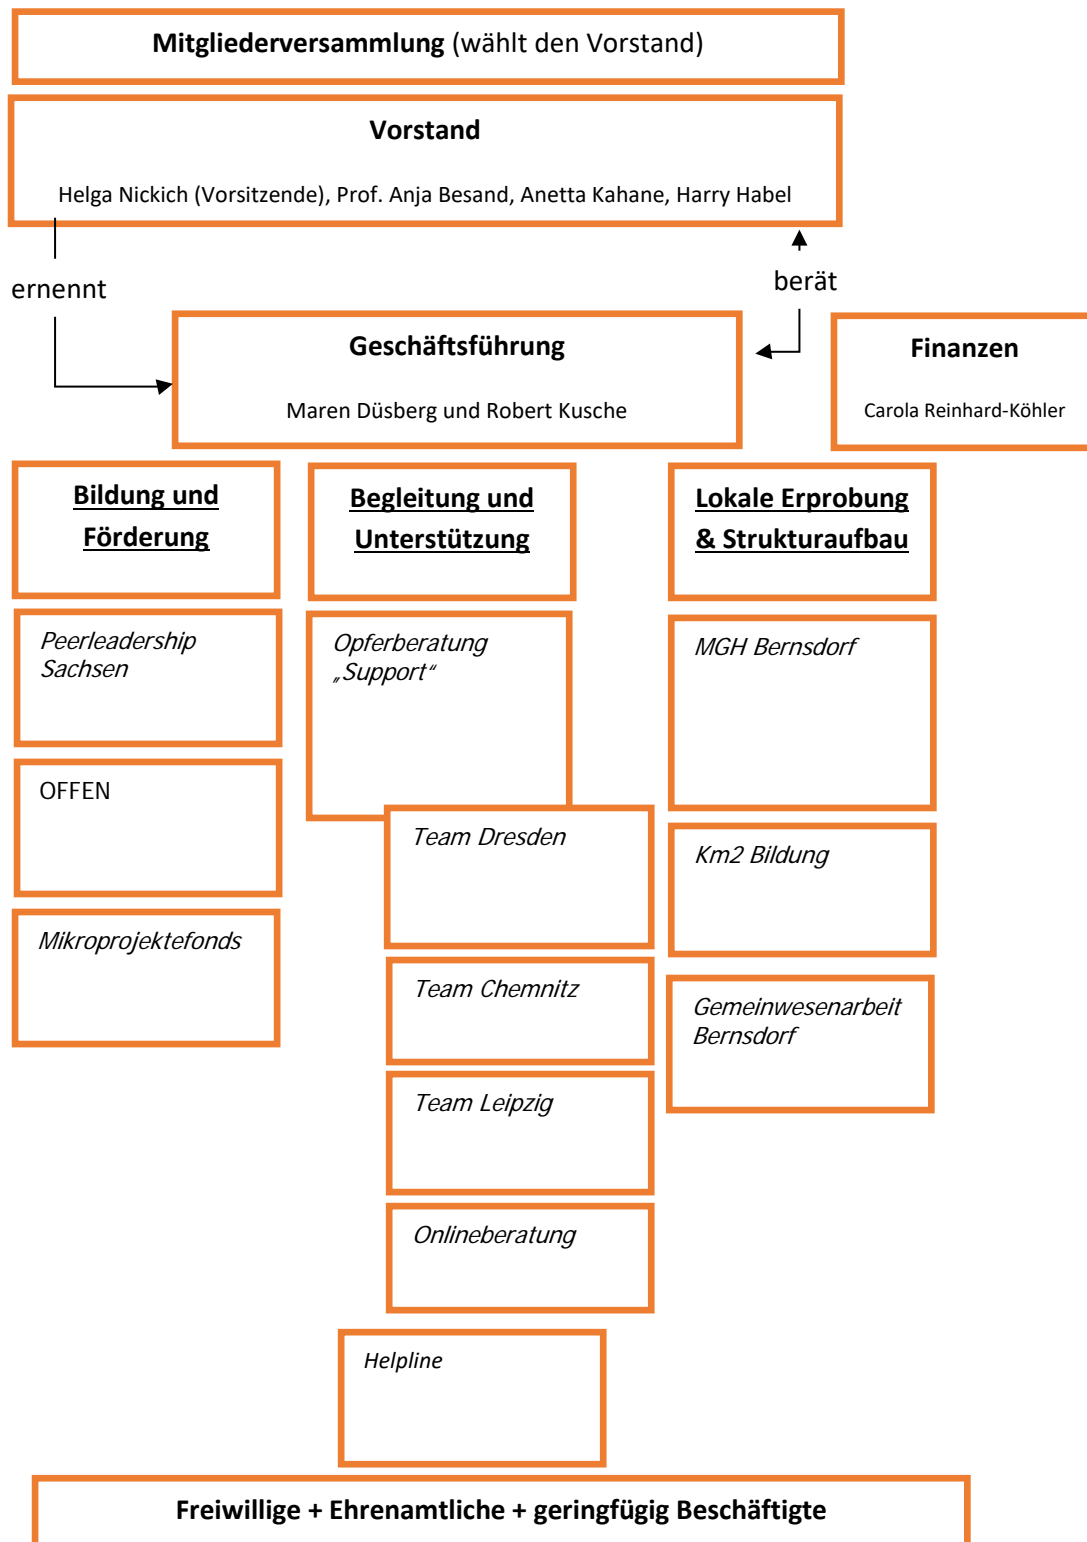 Mitgliederversammlung (wählt den Vorstand)
Vorstand
Helga Nickich (Vorsitzende), Prof. Anja Besand, Anetta Kahane, Harry Habel
ernennt
berät
Geschäftsführung
Maren Düsberg und Robert Kusche
Finanzen
Carola Reinhard-Köhler
Bildung und
Förderung
Peerleadership
Sachsen
OFFEN
Mikroprojektefonds
Begleitung und
Unterstützung
Opferberatung
„Support“
Team Dresden
Team Chemnitz
Team Leipzig
Onlineberatung
Helpline
Lokale Erprobung
& Strukturaufbau
MGH Bernsdorf
Km2 Bildung
Gemeinwesenarbeit
Bernsdorf
Freiwillige + Ehrenamtliche + geringfügig Beschäftigte